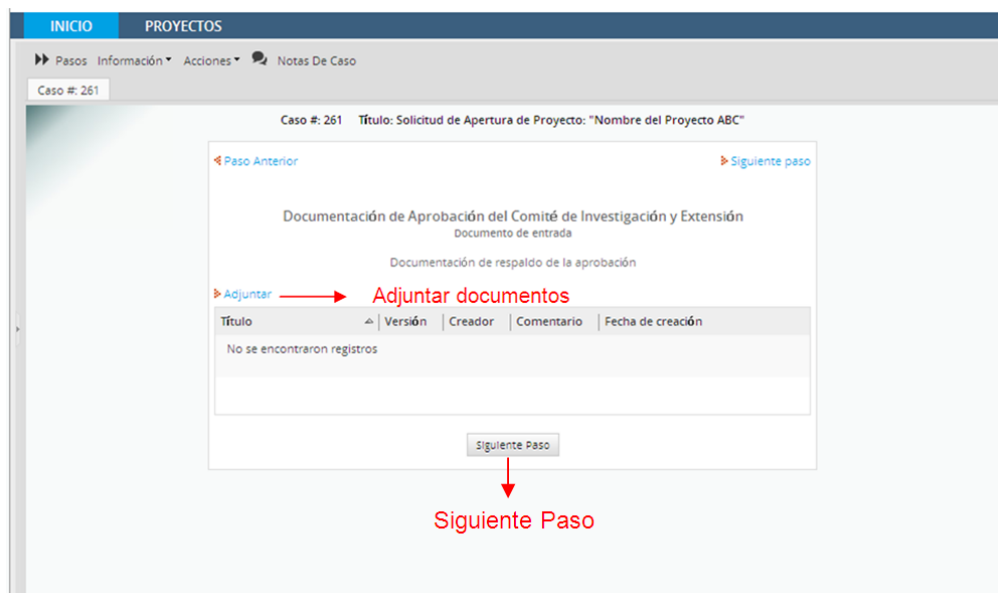 INICIO PROYECTOS
Pasos Información Acciones Notas De Caso
Caso #: 261
Caso #: 261 Título: Solicitud de Apertura de Proyecto: "Nombre del Proyecto ABC"
Paso Anterior Siguiente paso
Documentación de Aprobación del Comité de Investigación y Extensión
Documento de entrada
Documentación de respaldo de la aprobación
Adjuntar Adjuntar documentos
Título Versión Creador Comentario Fecha de creación
No se encontraron registros
Siguiente Paso
Siguiente Paso